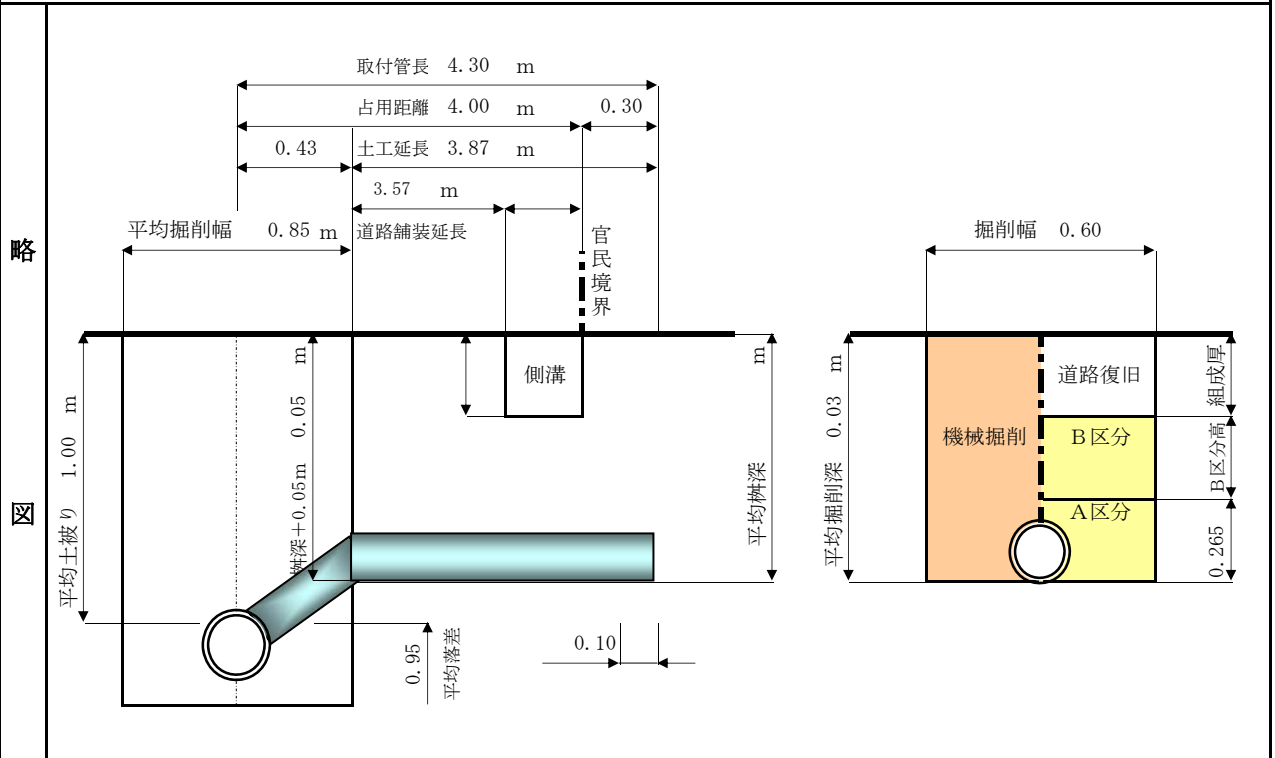 略
図
取付管長 4.30 m
占用距離 4.00 m
0.30
0.43
土工延長 3.87 m
3.57 m
平均掘削幅 0.85 m
道路舗装延長
官民境界
側溝
平均土被り 1.00 m
桝深＋0.05m 0.05 m
平均桝深 m
0.95
平均落差
0.10
掘削幅 0.60
平均掘削深 0.03 m
機械掘削
道路復旧
B区分
A区分
組成厚
B区分高
0.265